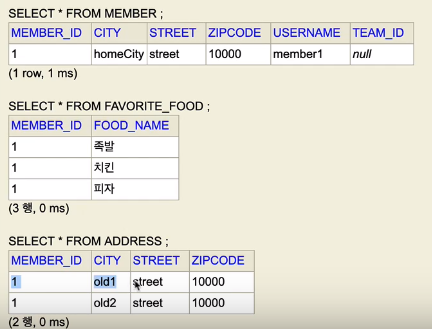 SELECT * FROM MEMBER ;
MEMBER_ID CITY STREET ZIPCODE USERNAME TEAM_ID
1 homeCity street 10000 member1 null
(1 row, 1 ms)
SELECT * FROM FAVORITE_FOOD ;
MEMBER_ID FOOD_NAME
1 족발
1 치킨
1 피자
(3 행, 0 ms)
SELECT * FROM ADDRESS ;
MEMBER_ID CITY STREET ZIPCODE
1 old1 street 10000
1 old2 street 10000
(2 행, 0 ms)